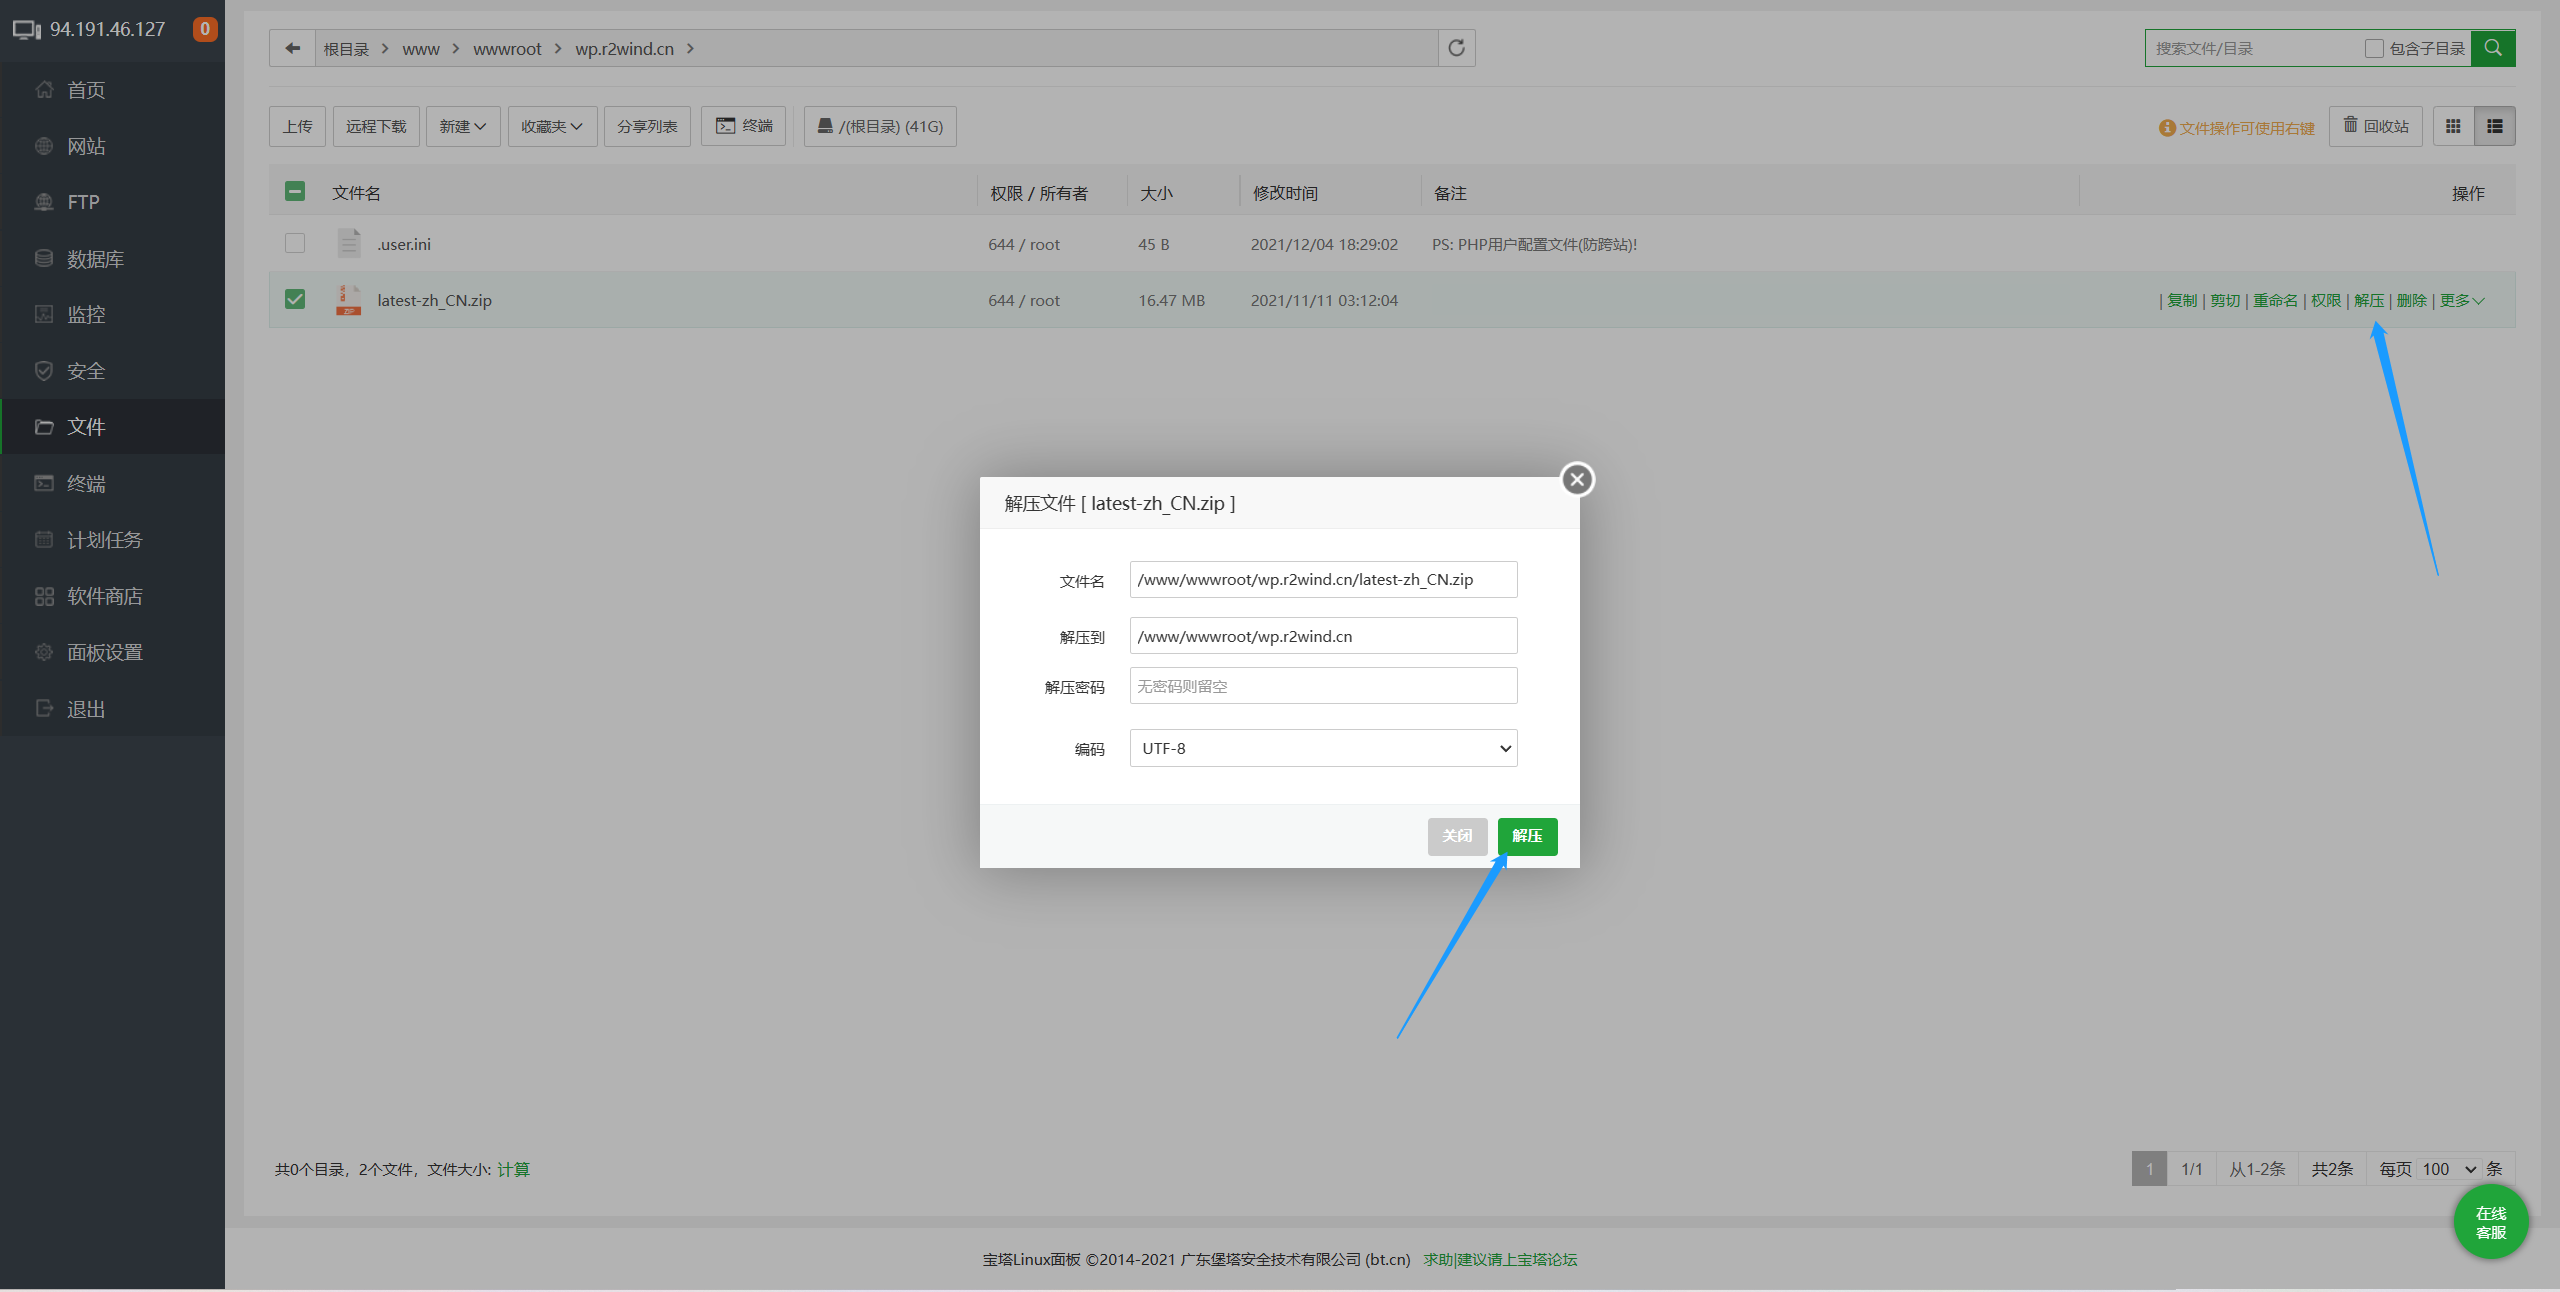 94.191.46.127 0
首页
网站
FTP
数据库
监控
安全
文件
终端
计划任务
软件商店
面板设置
退出
根目录 www wwwroot wp.r2wind.cn
搜索文件/目录 包含子目录
上传 远程下载 新建 收藏夹 分享列表 终端 /(根目录) (41G)
文件操作可使用右键 回收站
文件名 权限 / 所有者 大小 修改时间 备注 操作
.user.ini 644 / root 45 B 2021/12/04 18:29:02 PS: PHP用户配置文件(防跨站)!
latest-zh_CN.zip 644 / root 16.47 MB 2021/11/11 03:12:04 | 复制 | 剪切 | 重命名 | 权限 | 解压 | 删除 | 更多
解压文件 [ latest-zh_CN.zip ]
文件名 /www/wwwroot/wp.r2wind.cn/latest-zh_CN.zip
解压到 /www/wwwroot/wp.r2wind.cn
解压密码 无密码则留空
编码 UTF-8
关闭 解压
共0个目录，2个文件，文件大小: 计算
1 1/1 从1-2条 共2条 每页 100 条
在线
客服
宝塔Linux面板 ©2014-2021 广东堡塔安全技术有限公司 (bt.cn) 求助|建议请上宝塔论坛